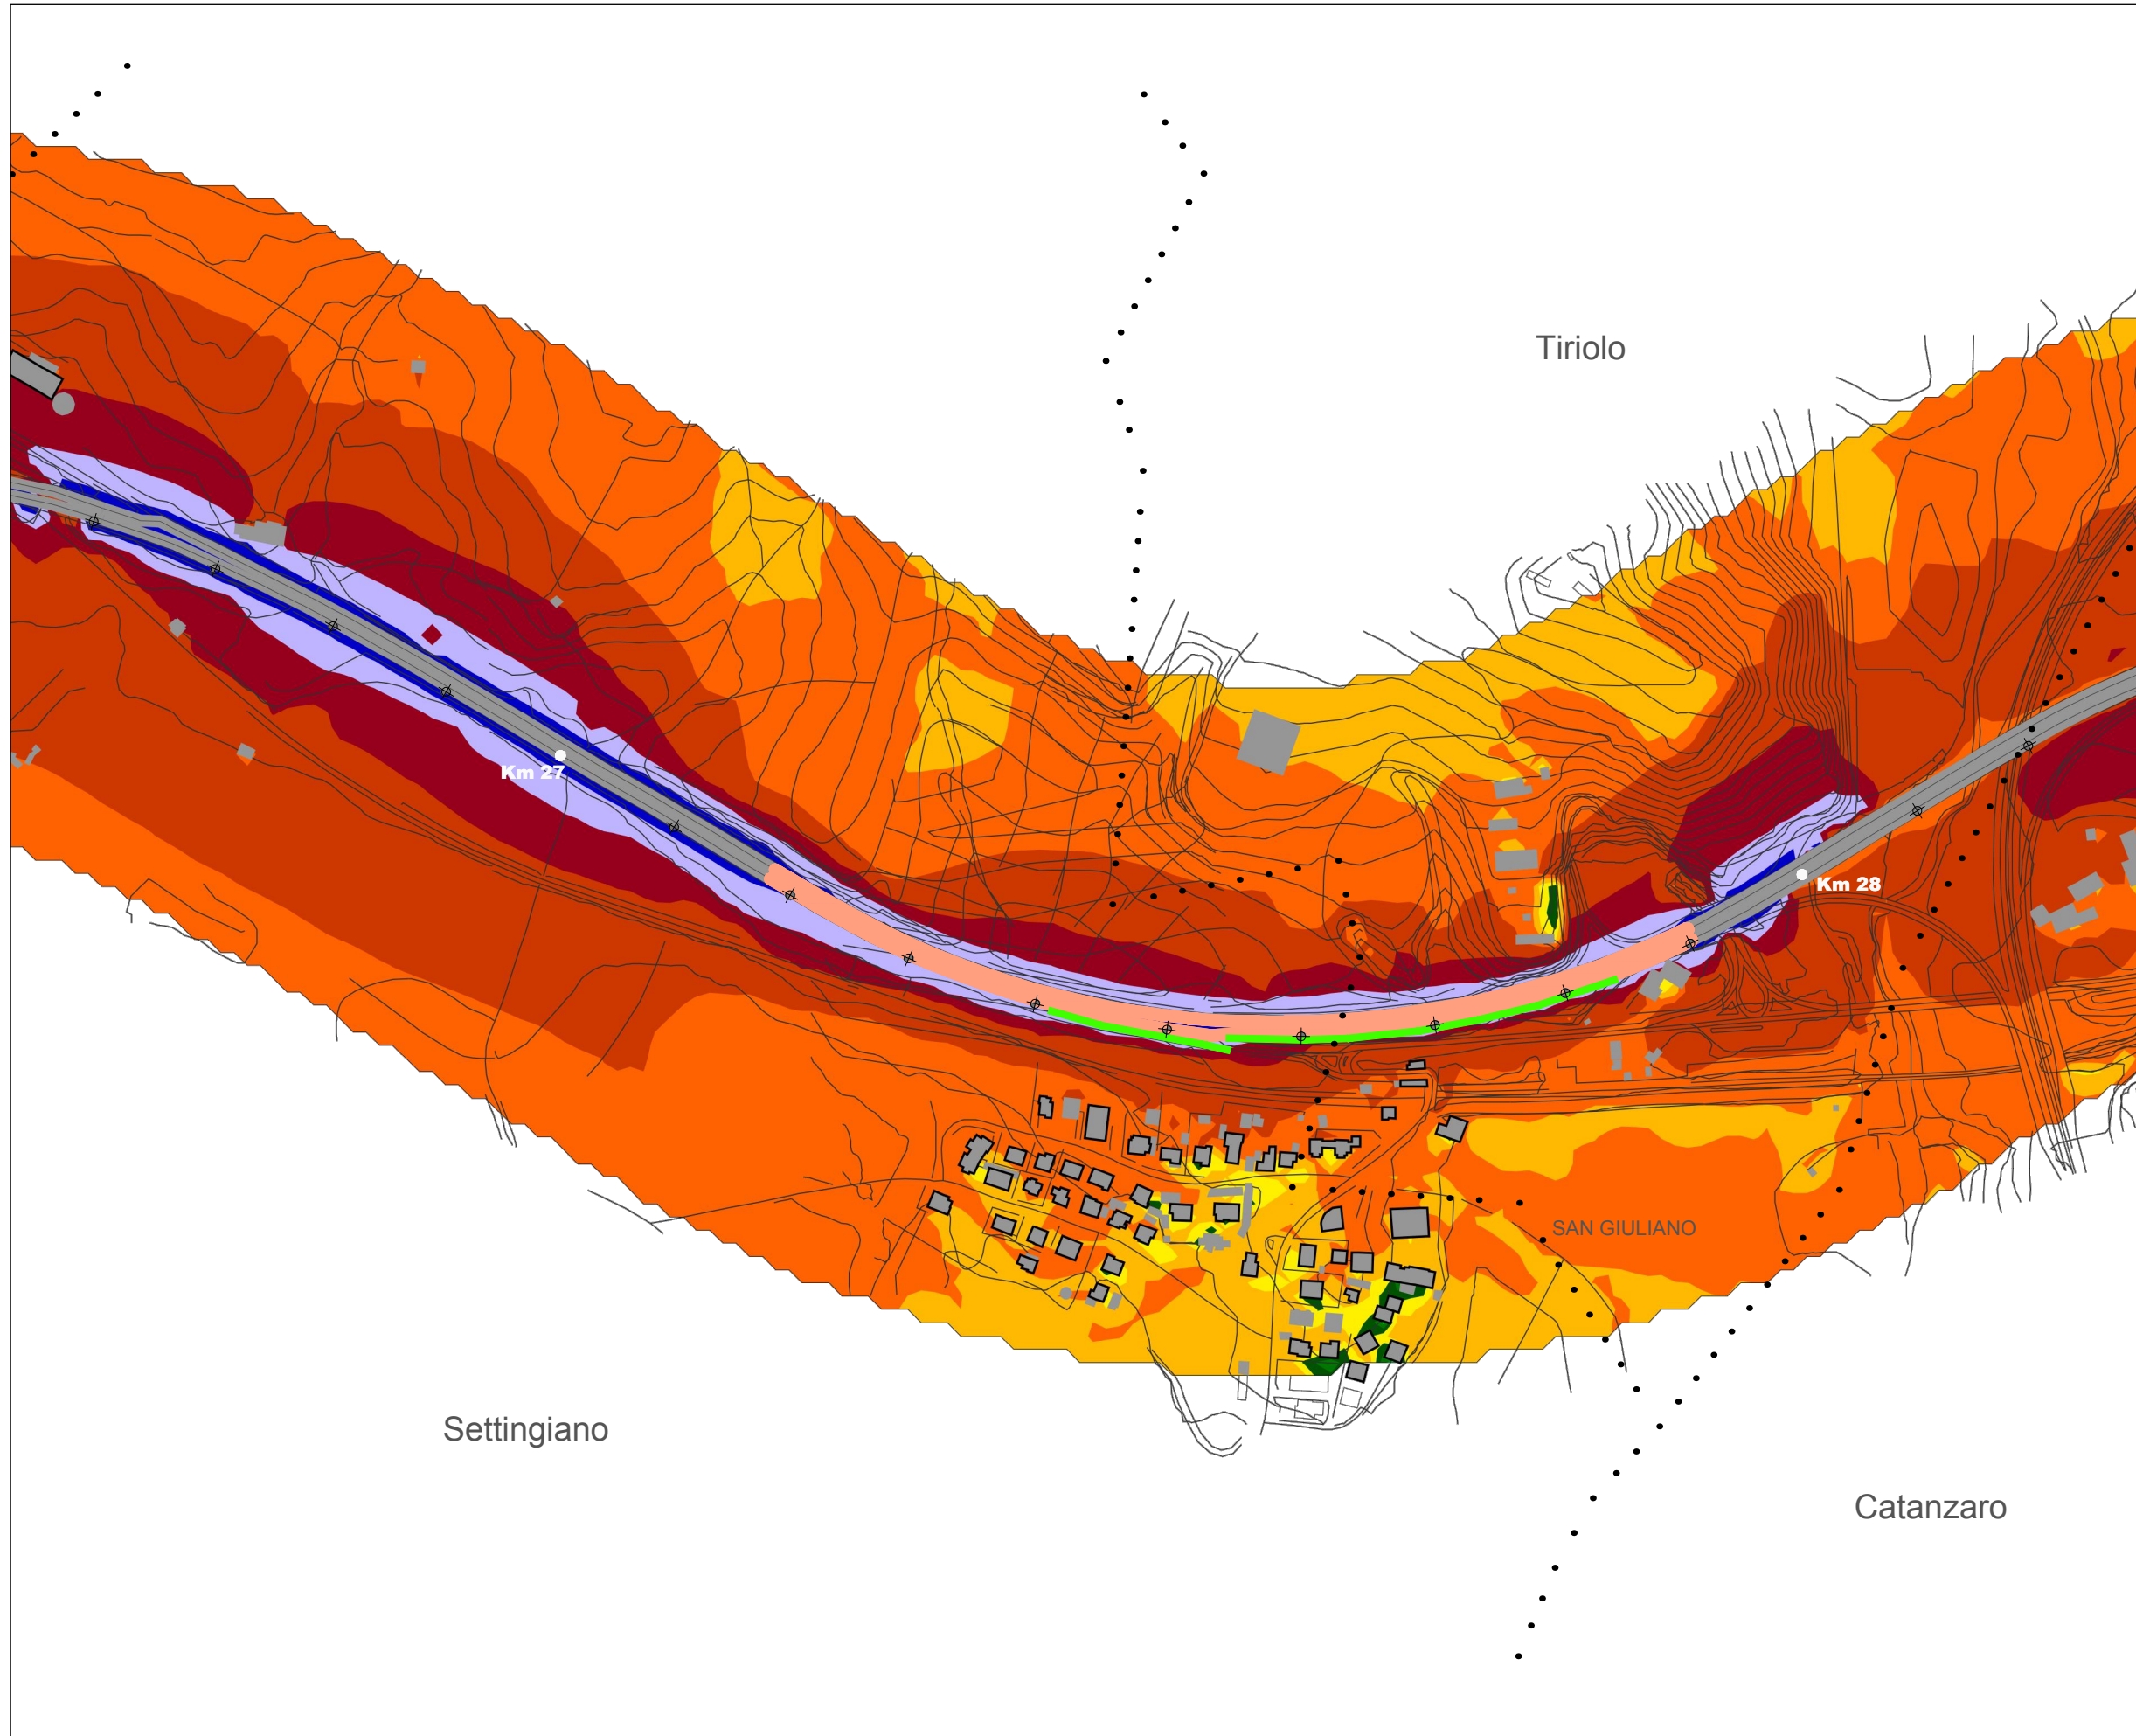 Tiriolo
Km 27
Km 28
SAN GIULIANO
Settingiano
Catanzaro